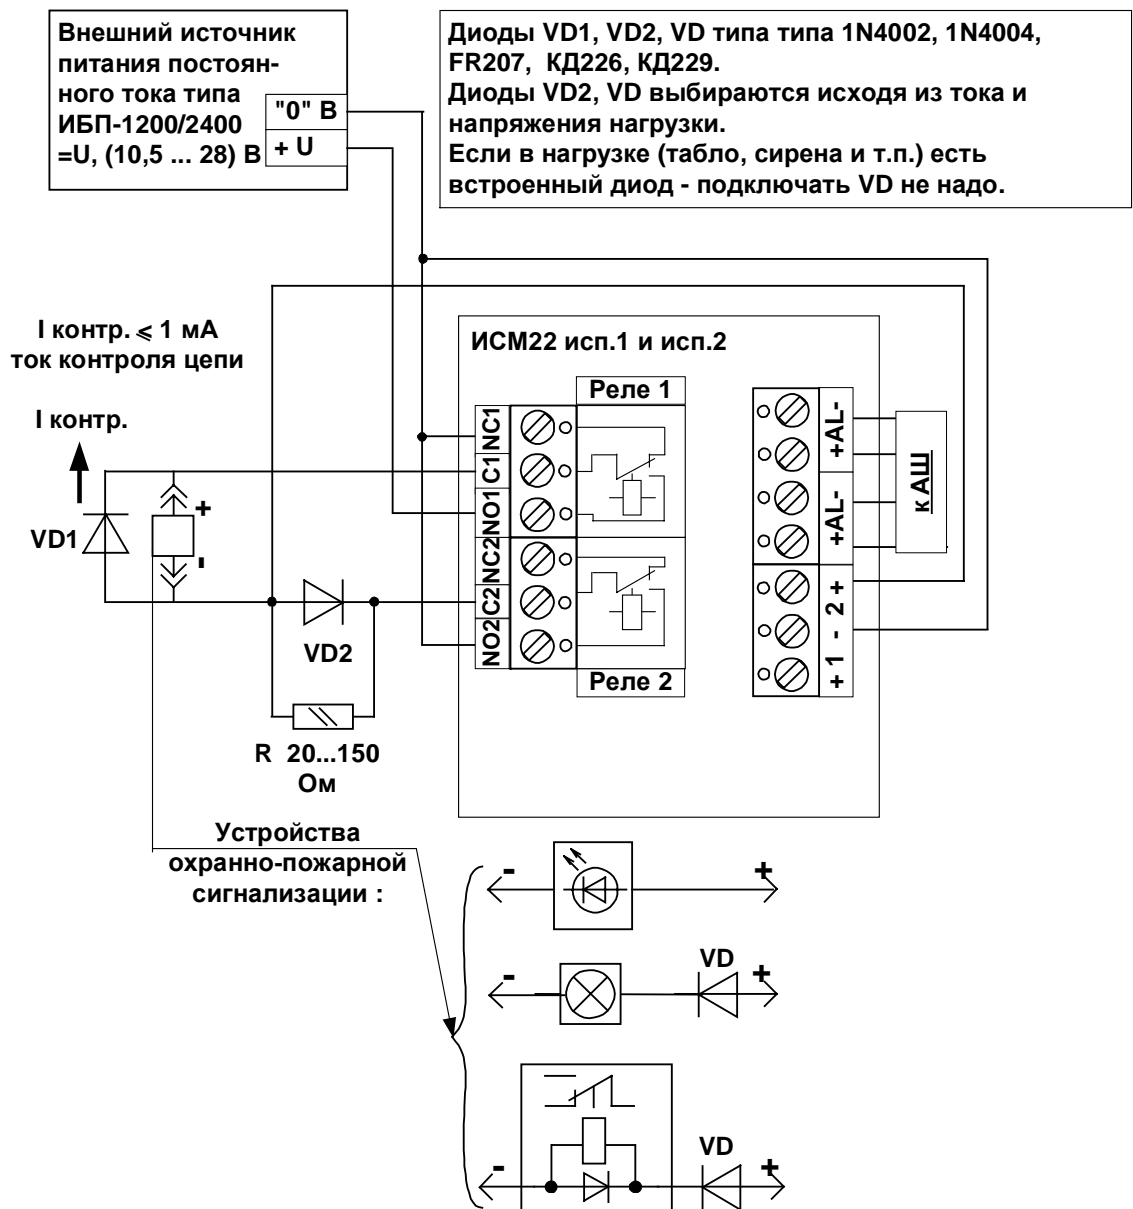 Внешний источник
питания постоян-
ного тока типа
ИБП-1200/2400
=U, (10,5 ... 28) В
"0" В
+ U
Диоды VD1, VD2, VD типа типа 1N4002, 1N4004,
FR207, КД226, КД229.
Диоды VD2, VD выбираются исходя из тока и
напряжения нагрузки.
Если в нагрузке (табло, сирена и т.п.) есть
встроенный диод - подключать VD не надо.
I контр. ⩽ 1 мА
ток контроля цепи
I контр.
VD1
+
-
ИСМ22 исп.1 и исп.2
Реле 1
NC1
C1
NO1
NC2
C2
NO2
Реле 2
+AL-
+AL-
+ 1 - 2 +
к АШ
VD2
R 20...150
Ом
Устройства
охранно-пожарной
сигнализации :
- +
- VD +
- VD +